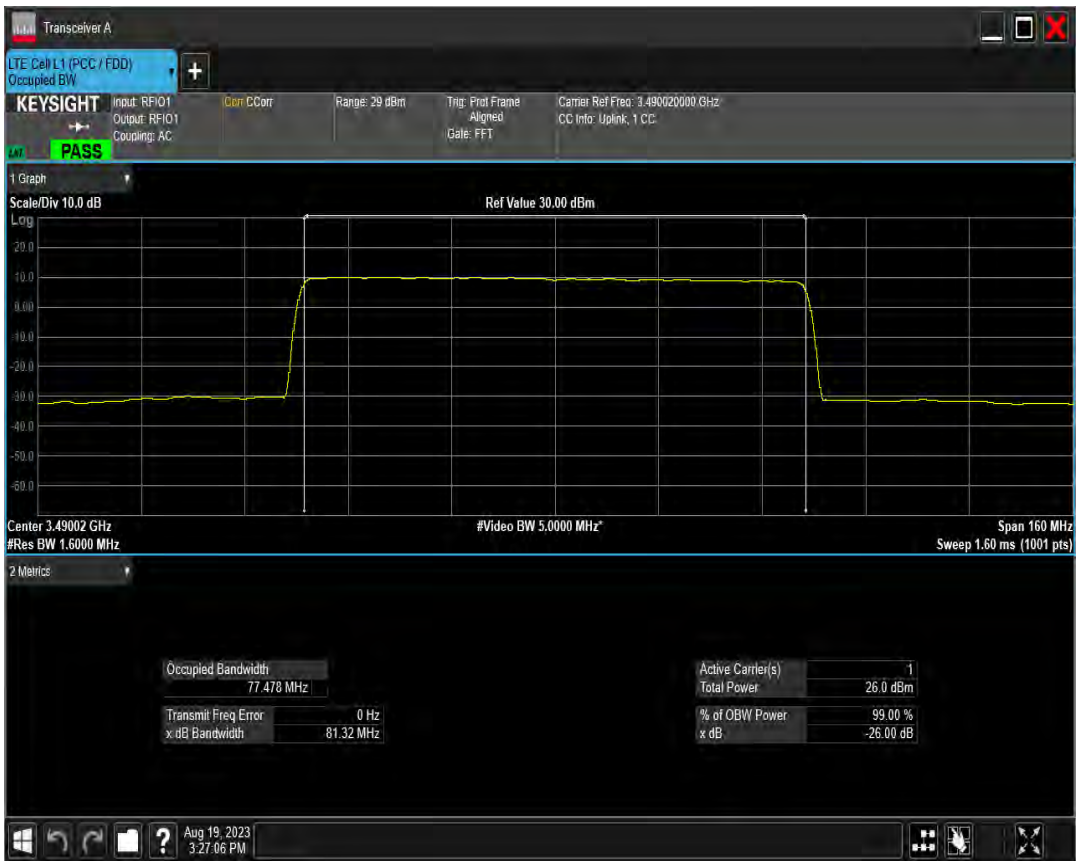 Transceiver A
LTE Cell L1 (PCC / FDD)
Occupied BW
+
KEYSIGHT
Input: RFIO1
Output: RFIO1
Coupling: AC
Corr CCorr
Range: 29 dBm
Trig: Prot Frame
Aligned
Gate: FFT
Carrier Ref Freq: 3.490020000 GHz
CC Info: Uplink, 1 CC
PASS
1 Graph
Scale/Div 10.0 dB
Ref Value 30.00 dBm
Log
20.0
10.0
0.00
-10.0
-20.0
-30.0
-40.0
-50.0
-60.0
Center 3.49002 GHz
#Video BW 5.0000 MHz*
Span 160 MHz
#Res BW 1.6000 MHz
Sweep 1.60 ms (1001 pts)
2 Metrics
Occupied Bandwidth
77.478 MHz
Transmit Freq Error 0 Hz
x dB Bandwidth 81.32 MHz
Active Carrier(s) 1
Total Power 26.0 dBm
% of OBW Power 99.00 %
x dB -26.00 dB
?
Aug 19, 2023
3:27:06 PM